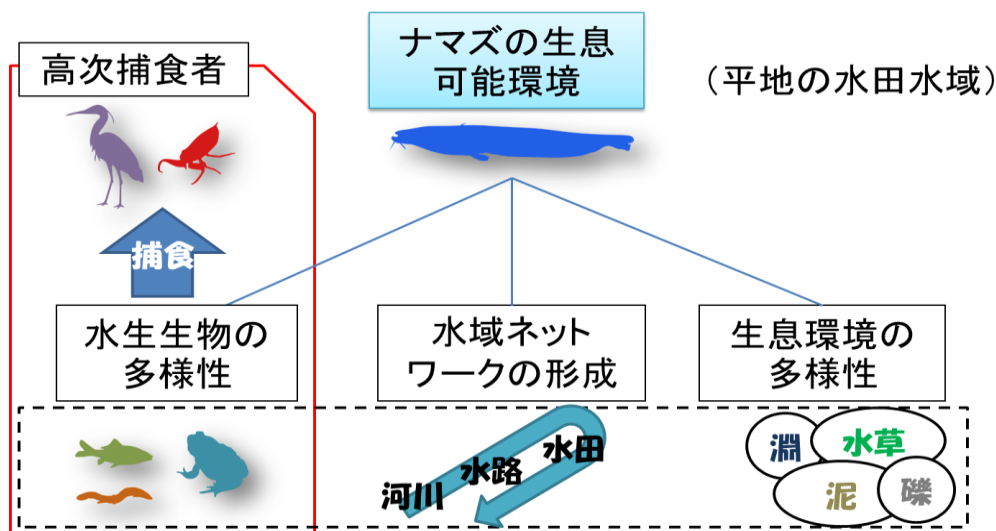 高次捕食者
ナマズの生息
可能環境
（平地の水田水域）
捕食
水生生物の
多様性
水域ネット
ワークの形成
生息環境の
多様性
河川
水路
水田
淵
水草
泥
礫